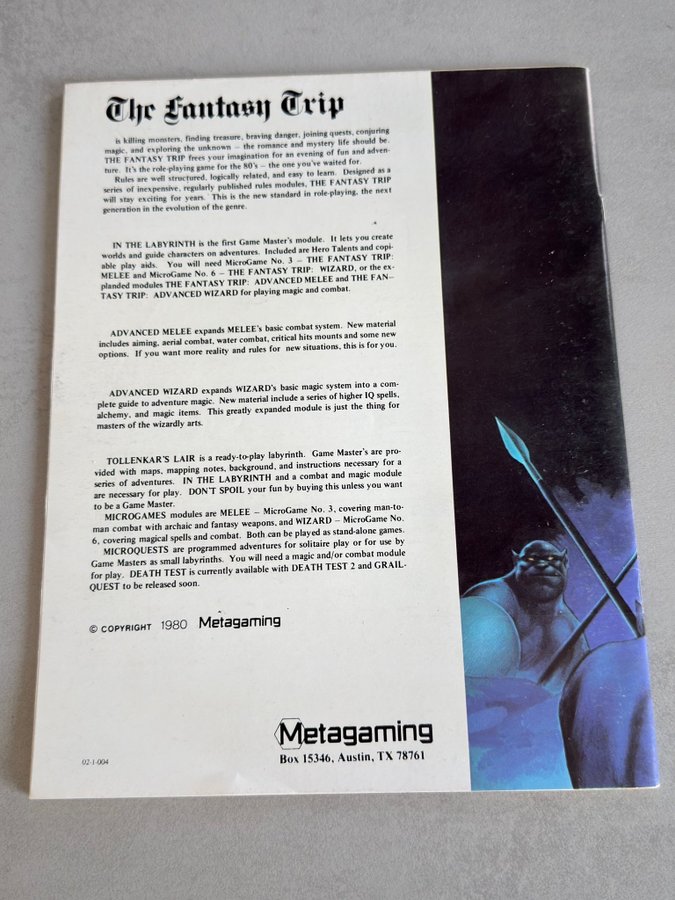 The Fantasy Trip
is killing monsters, finding treasure, braving danger, joining quests, conjuring
magic, and exploring the unknown – the romance and mystery life should be.
THE FANTASY TRIP frees your imagination for an evening of fun and adven-
ture. It's the role-playing game for the 80's – the one you've waited for.
Rules are well structured, logically related, and easy to learn. Designed as a
series of inexpensive, regularly published rules modules, THE FANTASY TRIP
will stay exciting for years. This is the new standard in role-playing, the next
generation in the evolution of the genre.
IN THE LABYRINTH is the first Game Master's module. It lets you create
worlds and guide characters on adventures. Included are Hero Talents and copi-
able play aids. You will need MicroGame No. 3 – THE FANTASY TRIP:
MELEE and MicroGame No. 6 – THE FANTASY TRIP: WIZARD, or the ex-
planded modules THE FANTASY TRIP: ADVANCED MELEE and THE FAN–
TASY TRIP: ADVANCED WIZARD for playing magic and combat.
ADVANCED MELEE expands MELEE's basic combat system. New material
includes aiming, aerial combat, water combat, critical hits mounts and some new
options. If you want more reality and rules for new situations, this is for you.
ADVANCED WIZARD expands WIZARD's basic magic system into a com-
plete guide to adventure magic. New material include a series of higher IQ spells,
alchemy, and magic items. This greatly expanded module is just the thing for
masters of the wizardly arts.
TOLLENKAR'S LAIR is a ready-to-play labyrinth. Game Master's are pro-
vided with maps, mapping notes, background, and instructions necessary for a
series of adventures. IN THE LABYRINTH and a combat and magic module
are necessary for play. DON'T SPOIL your fun by buying this unless you want
to be a Game Master.
MICROGAMES modules are MELEE – MicroGame No. 3, covering man-to-
man combat with archaic and fantasy weapons, and WIZARD – MicroGame No.
6, covering magical spells and combat. Both can be played as stand-alone games.
MICROQUESTS are programmed adventures for solitaire play or for use by
Game Masters as small labyrinths. You will need a magic and/or combat module
for play. DEATH TEST is currently available with DEATH TEST 2 and GRAIL-
QUEST to be released soon.
© COPYRIGHT 1980 Metagaming
Metagaming
Box 15346, Austin, TX 78761
02-1-004